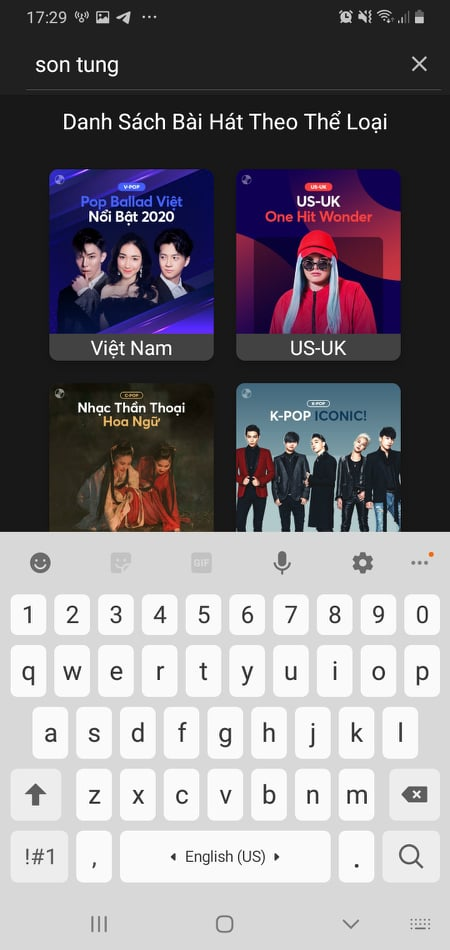 17:29
son tung
Danh Sách Bài Hát Theo Thể Loại
V-POP
Pop Ballad Việt
Nổi Bật 2020
Việt Nam
US-UK
US-UK
One Hit Wonder
US-UK
C-POP
Nhạc Thần Thoại
Hoa Ngữ
K-POP
K-POP ICONIC!
GIF
1 2 3 4 5 6 7 8 9 0
q w e r t y u i o p
a s d f g h j k l
z x c v b n m
!#1 , English (US) .